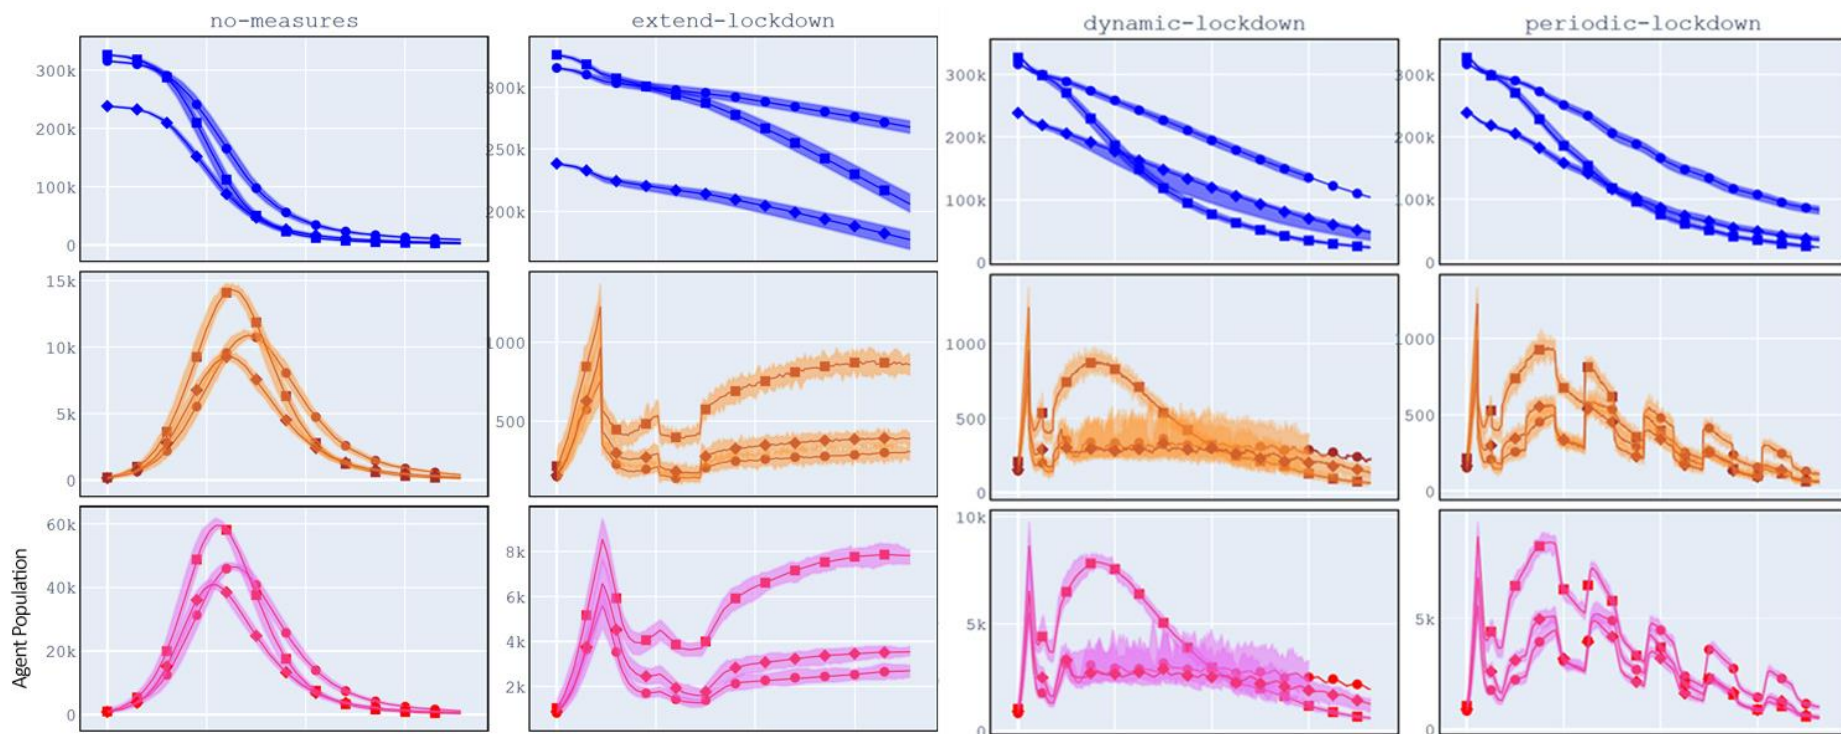 no-measures
extend-lockdown
dynamic-lockdown
periodic-lockdown
300k
200k
100k
0
300k
250k
200k
300k
200k
100k
0
300k
200k
100k
0
15k
10k
5k
0
1000
500
1000
500
0
1000
500
0
Agent Population
60k
40k
20k
0
8k
6k
4k
2k
10k
5k
0
5k
0